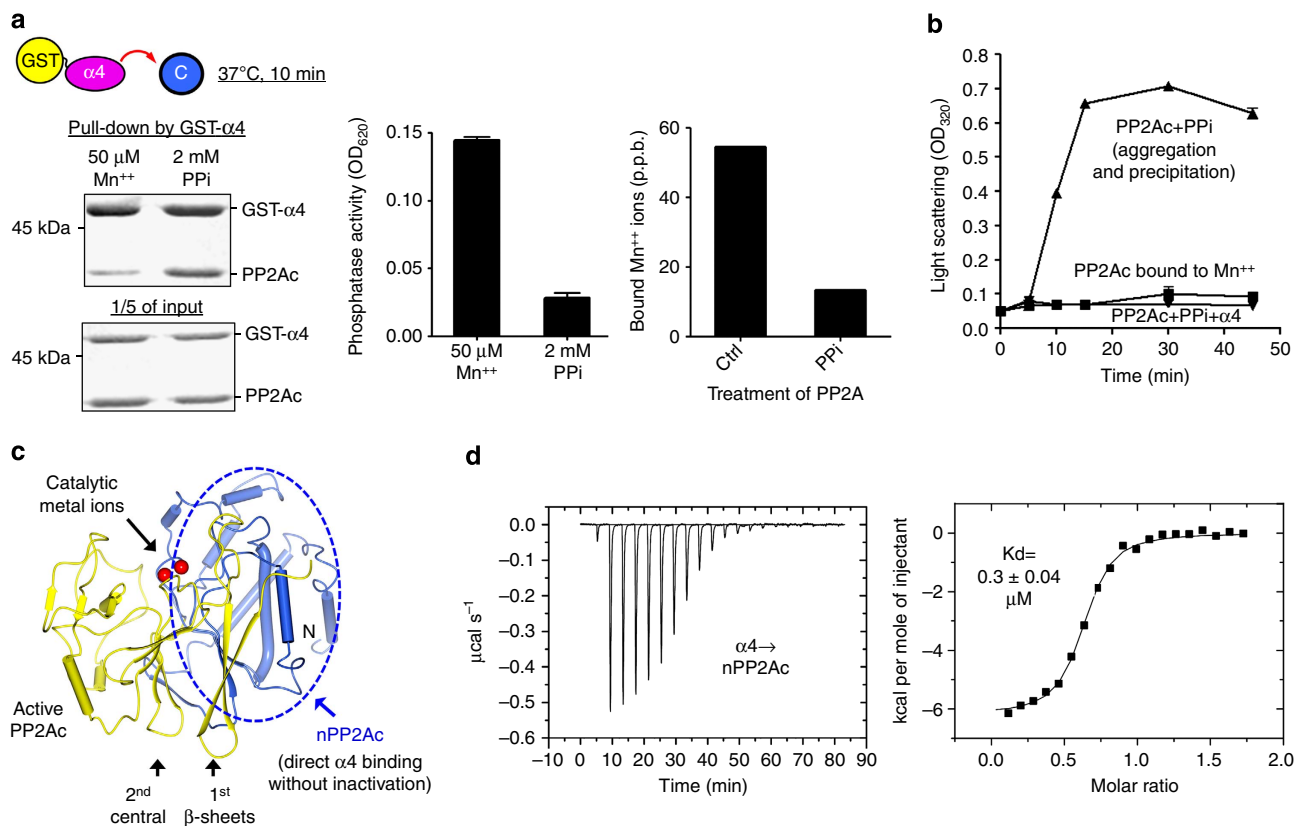 a
GST
α4
C
37°C, 10 min
Pull-down by GST-α4
50 μM
Mn⁺⁺
2 mM
PPi
45 kDa
GST-α4
PP2Ac
1/5 of input
45 kDa
GST-α4
PP2Ac
Phosphatase activity (OD₆₂₀)
0.15
0.10
0.05
0.00
50 μM
Mn⁺⁺
2 mM
PPi
Bound Mn⁺⁺ ions (p.p.b.)
60
40
20
0
Ctrl
PPi
Treatment of PP2A
b
Light scattering (OD₃₂₀)
0.8
0.7
0.6
0.5
0.4
0.3
0.2
0.1
0.0
PP2Ac+PPi
(aggregation
and precipitation)
PP2Ac bound to Mn⁺⁺
PP2Ac+PPi+α4
0 10 20 30 40 50
Time (min)
c
Catalytic
metal ions
N
Active
PP2Ac
nPP2Ac
(direct α4 binding
without inactivation)
2nd 1st
central β-sheets
d
μcal s⁻¹
0.0
−0.1
−0.2
−0.3
−0.4
−0.5
−0.6
α4→
nPP2Ac
−10 0 10 20 30 40 50 60 70 80 90
Time (min)
kcal per mole of injectant
0
−2
−4
−6
Kd=
0.3 ± 0.04
μM
0.0 0.5 1.0 1.5 2.0
Molar ratio